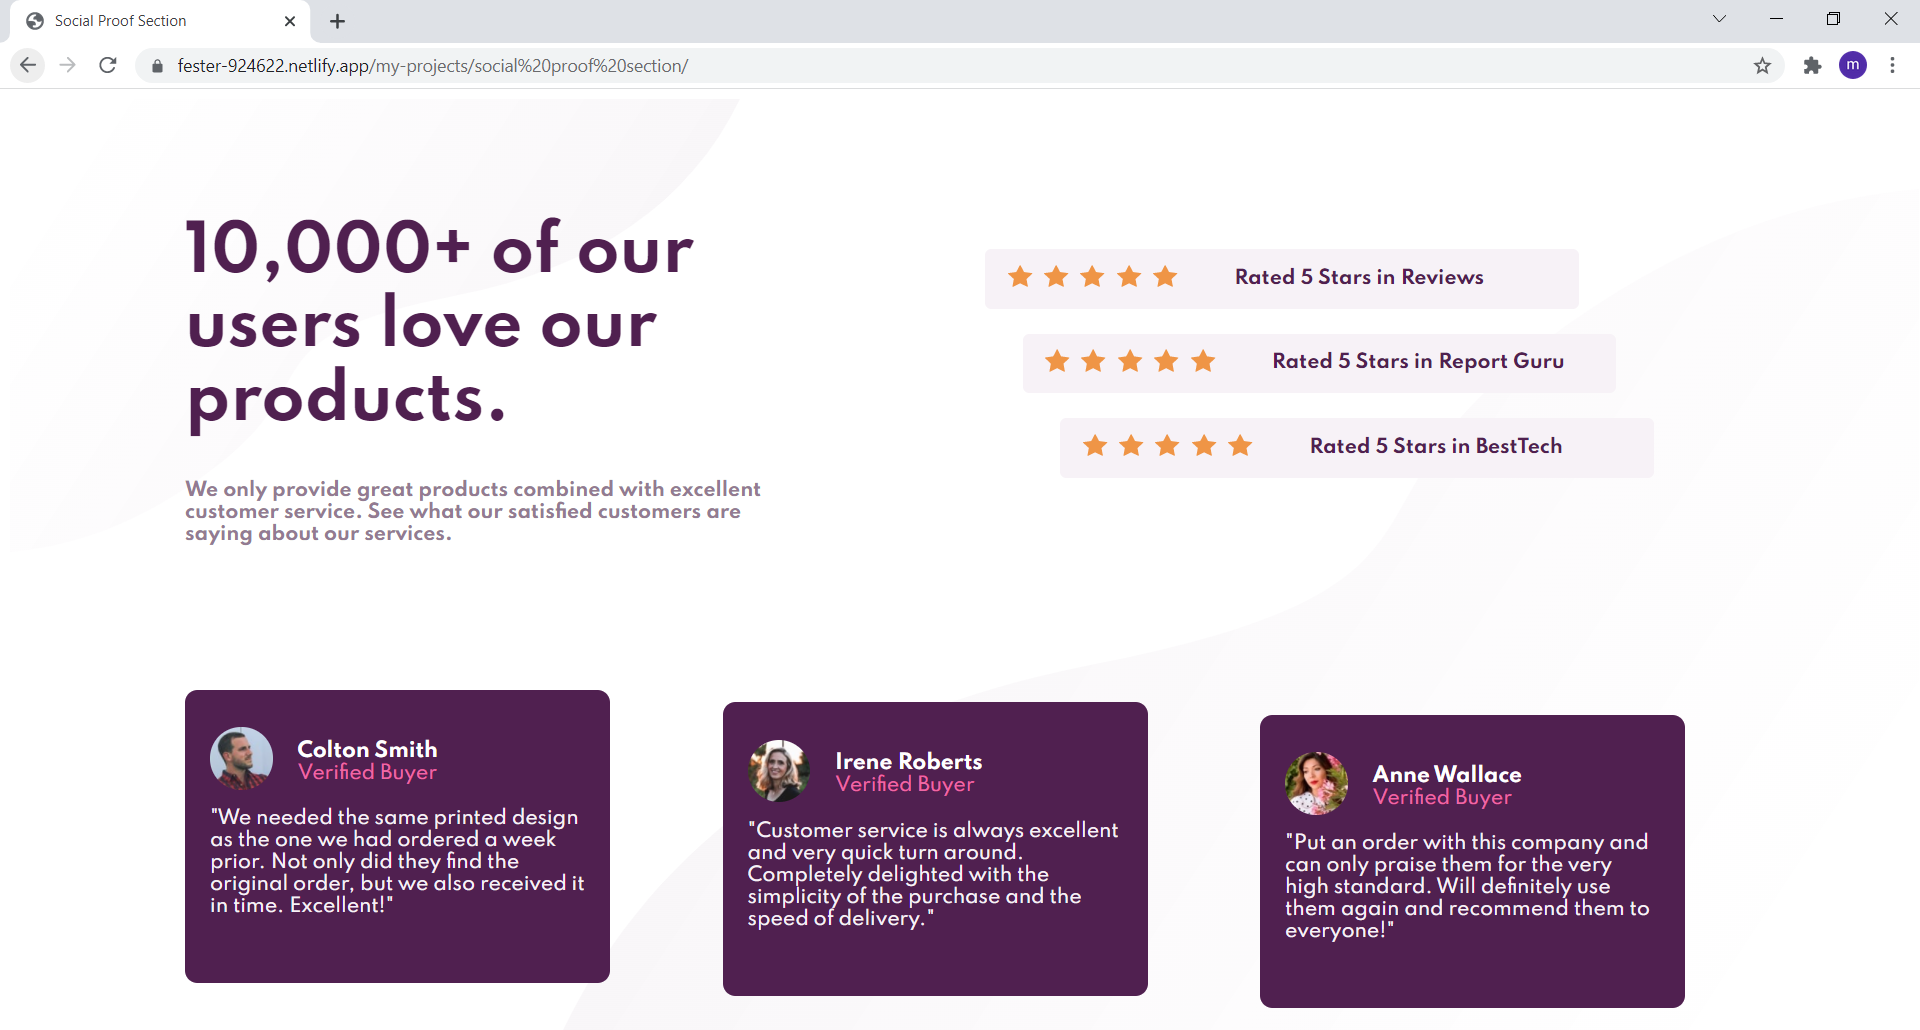 Social Proof Section
fester-924622.netlify.app/my-projects/social%20proof%20section/
m
10,000+ of our
users love our
products.
We only provide great products combined with excellent
customer service. See what our satisfied customers are
saying about our services.
Rated 5 Stars in Reviews
Rated 5 Stars in Report Guru
Rated 5 Stars in BestTech
Colton Smith
Verified Buyer
"We needed the same printed design
as the one we had ordered a week
prior. Not only did they find the
original order, but we also received it
in time. Excellent!"
Irene Roberts
Verified Buyer
"Customer service is always excellent
and very quick turn around.
Completely delighted with the
simplicity of the purchase and the
speed of delivery."
Anne Wallace
Verified Buyer
"Put an order with this company and
can only praise them for the very
high standard. Will definitely use
them again and recommend them to
everyone!"